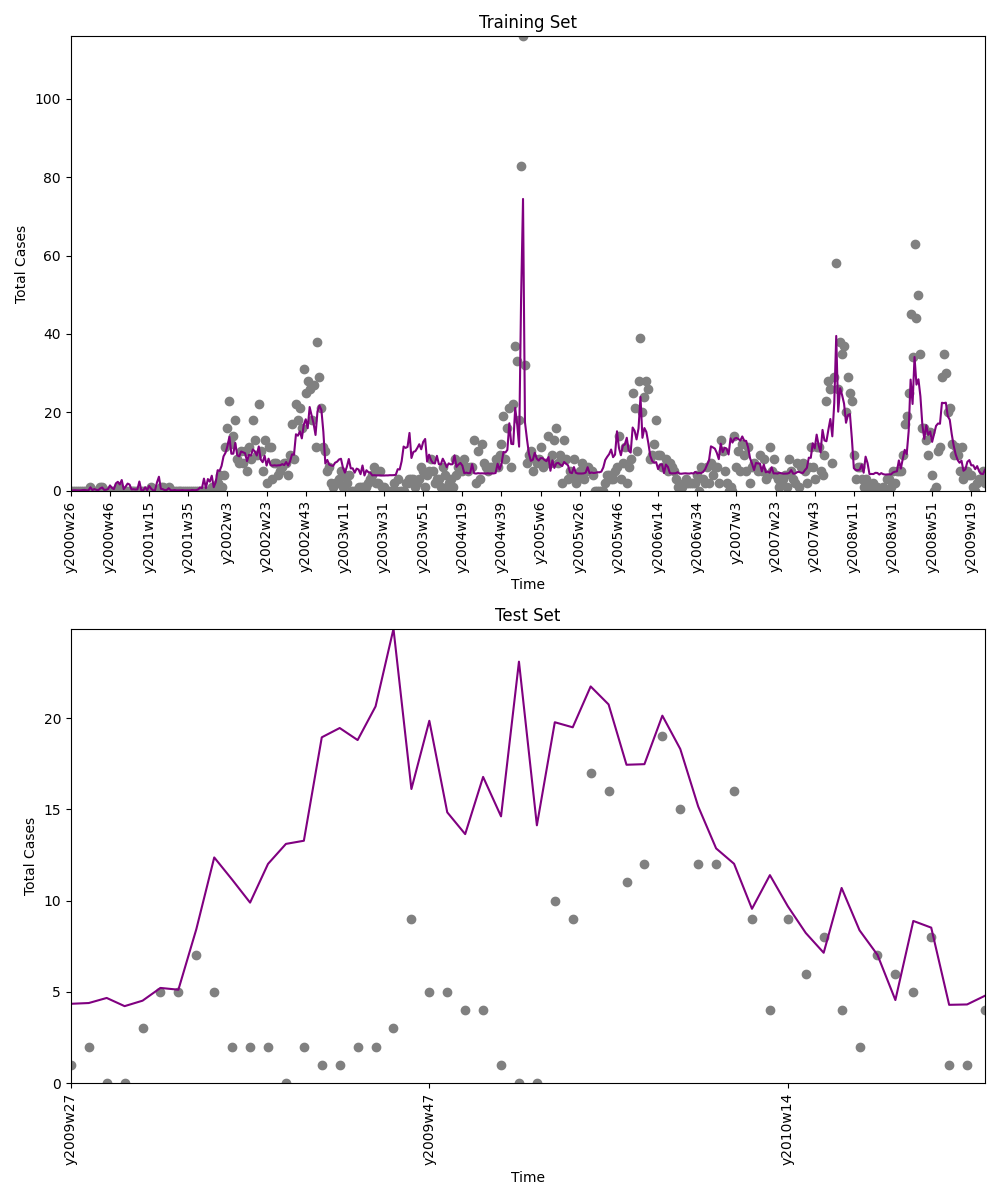 Training Set
Total Cases
100
80
60
40
20
0
y2000w26
y2000w46
y2001w15
y2001w35
y2002w3
y2002w23
y2002w43
y2003w11
y2003w31
y2003w51
y2004w19
y2004w39
y2005w6
y2005w26
y2005w46
y2006w14
y2006w34
y2007w3
y2007w23
y2007w43
y2008w11
y2008w31
y2008w51
y2009w19
Time
Test Set
Total Cases
20
15
10
5
0
y2009w27
y2009w47
y2010w14
Time